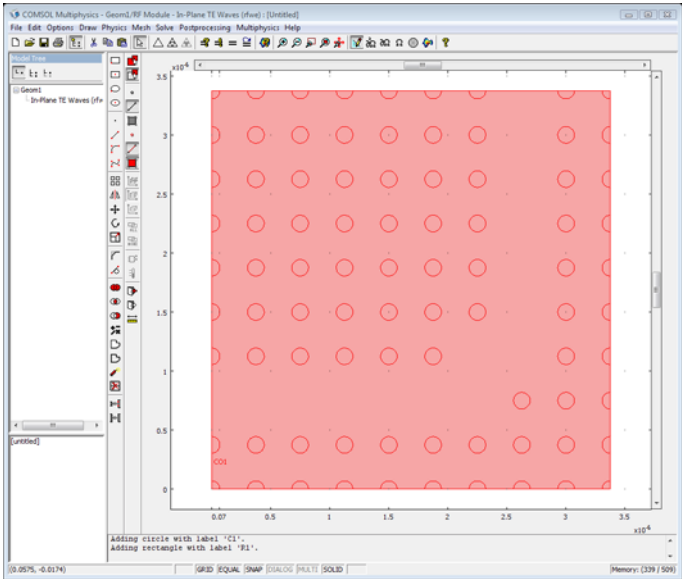 COMSOL Multiphysics - Geom1/RF Module - In-Plane TE Waves (rfwe) : [Untitled]
File Edit Options Draw Physics Mesh Solve Postprocessing Multiphysics Help
Model Tree
Geom1
In-Plane TE Waves (rfw
x10-4
3.5
3
2.5
2
1.5
1
0.5
0
CO1
0.07 0.5 1 1.5 2 2.5 3 3.5
x10-4
[untitled]
Adding circle with label 'C1'.
Adding rectangle with label 'R1'.
(0.0575, -0.0174) GRID EQUAL SNAP DIALOG MULTI SOLID Memory: (339 / 509)